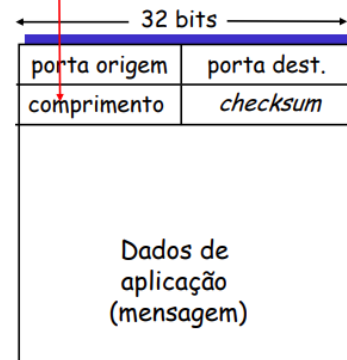 32 bits
porta origem porta dest.
comprimento checksum
Dados de
aplicação
(mensagem)